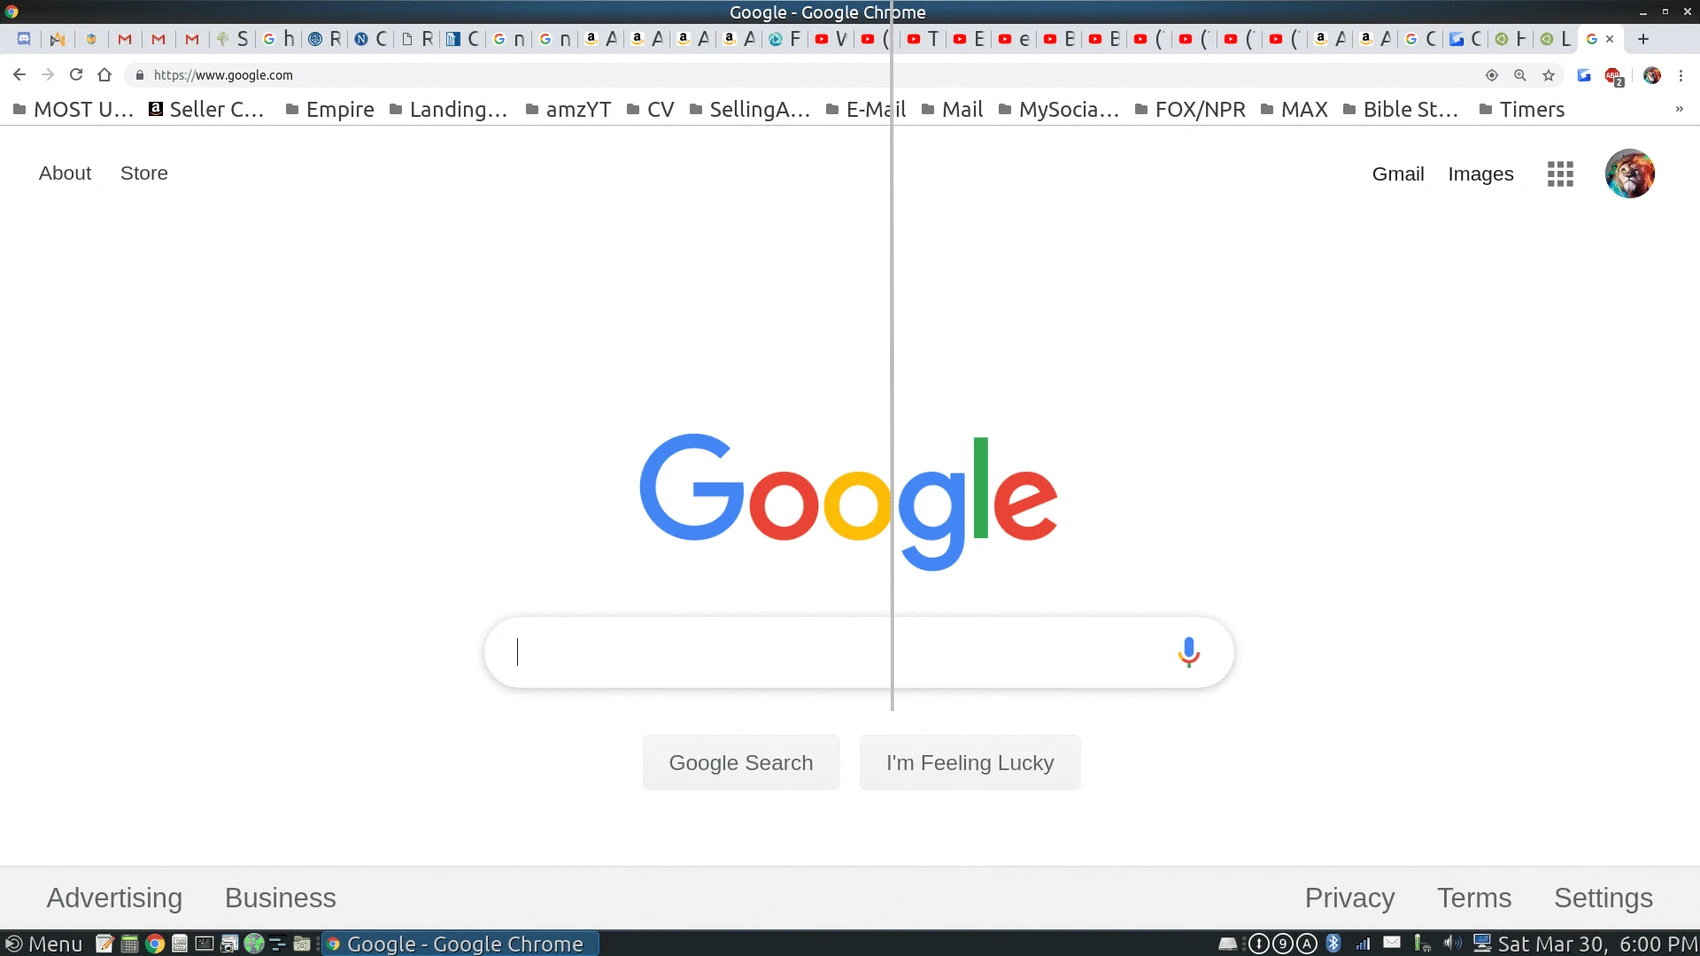 Google - Google Chrome
S h R C R C n n A A A A F V ( T E e B B ( ( ( ( A A C C H L
https://www.google.com
2
MOST U... Seller C... Empire Landing... amzYT CV SellingA... E-Mail Mail MySocia... FOX/NPR MAX Bible St... Timers »
About Store Gmail Images
Google
Google Search I'm Feeling Lucky
Advertising Business Privacy Terms Settings
Menu Google - Google Chrome 9 A Sat Mar 30, 6:00 PM